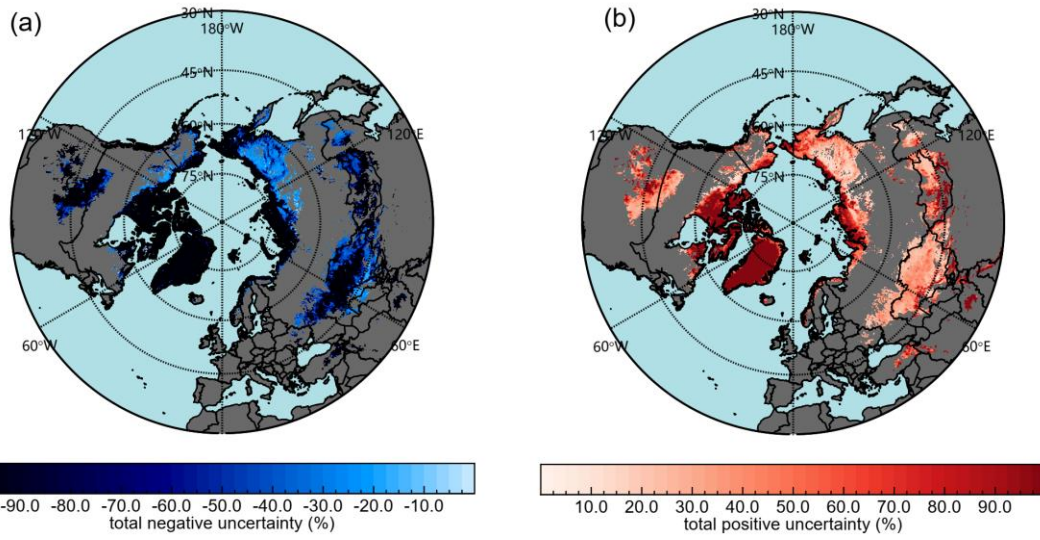 (a)
30°N
180°W
45°N
60°N
75°N
120°W
120°E
60°W
60°E
-90.0 -80.0 -70.0 -60.0 -50.0 -40.0 -30.0 -20.0 -10.0
total negative uncertainty (%)
(b)
30°N
180°W
45°N
60°N
75°N
120°W
120°E
60°W
60°E
10.0 20.0 30.0 40.0 50.0 60.0 70.0 80.0 90.0
total positive uncertainty (%)